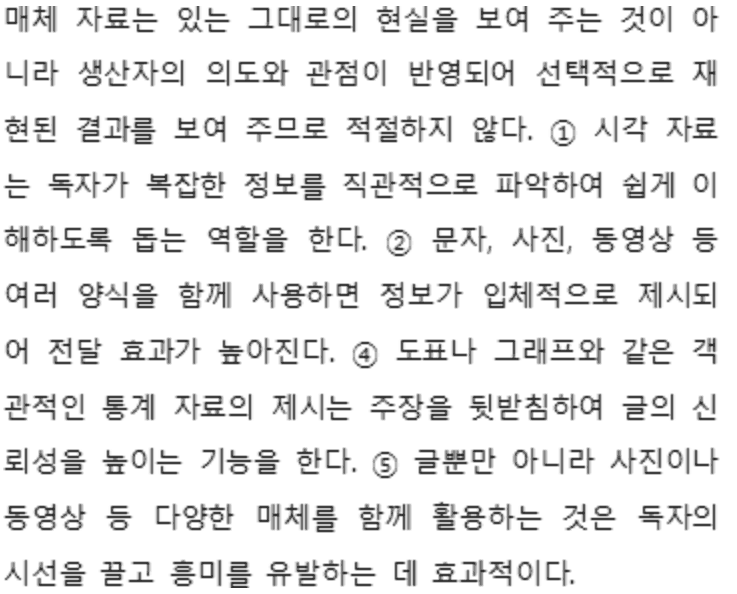 매체 자료는 있는 그대로의 현실을 보여 주는 것이 아
니라 생산자의 의도와 관점이 반영되어 선택적으로 재
현된 결과를 보여 주므로 적절하지 않다. ① 시각 자료
는 독자가 복잡한 정보를 직관적으로 파악하여 쉽게 이
해하도록 돕는 역할을 한다. ② 문자, 사진, 동영상 등
여러 양식을 함께 사용하면 정보가 입체적으로 제시되
어 전달 효과가 높아진다. ④ 도표나 그래프와 같은 객
관적인 통계 자료의 제시는 주장을 뒷받침하여 글의 신
뢰성을 높이는 기능을 한다. ⑤ 글뿐만 아니라 사진이나
동영상 등 다양한 매체를 함께 활용하는 것은 독자의
시선을 끌고 흥미를 유발하는 데 효과적이다.